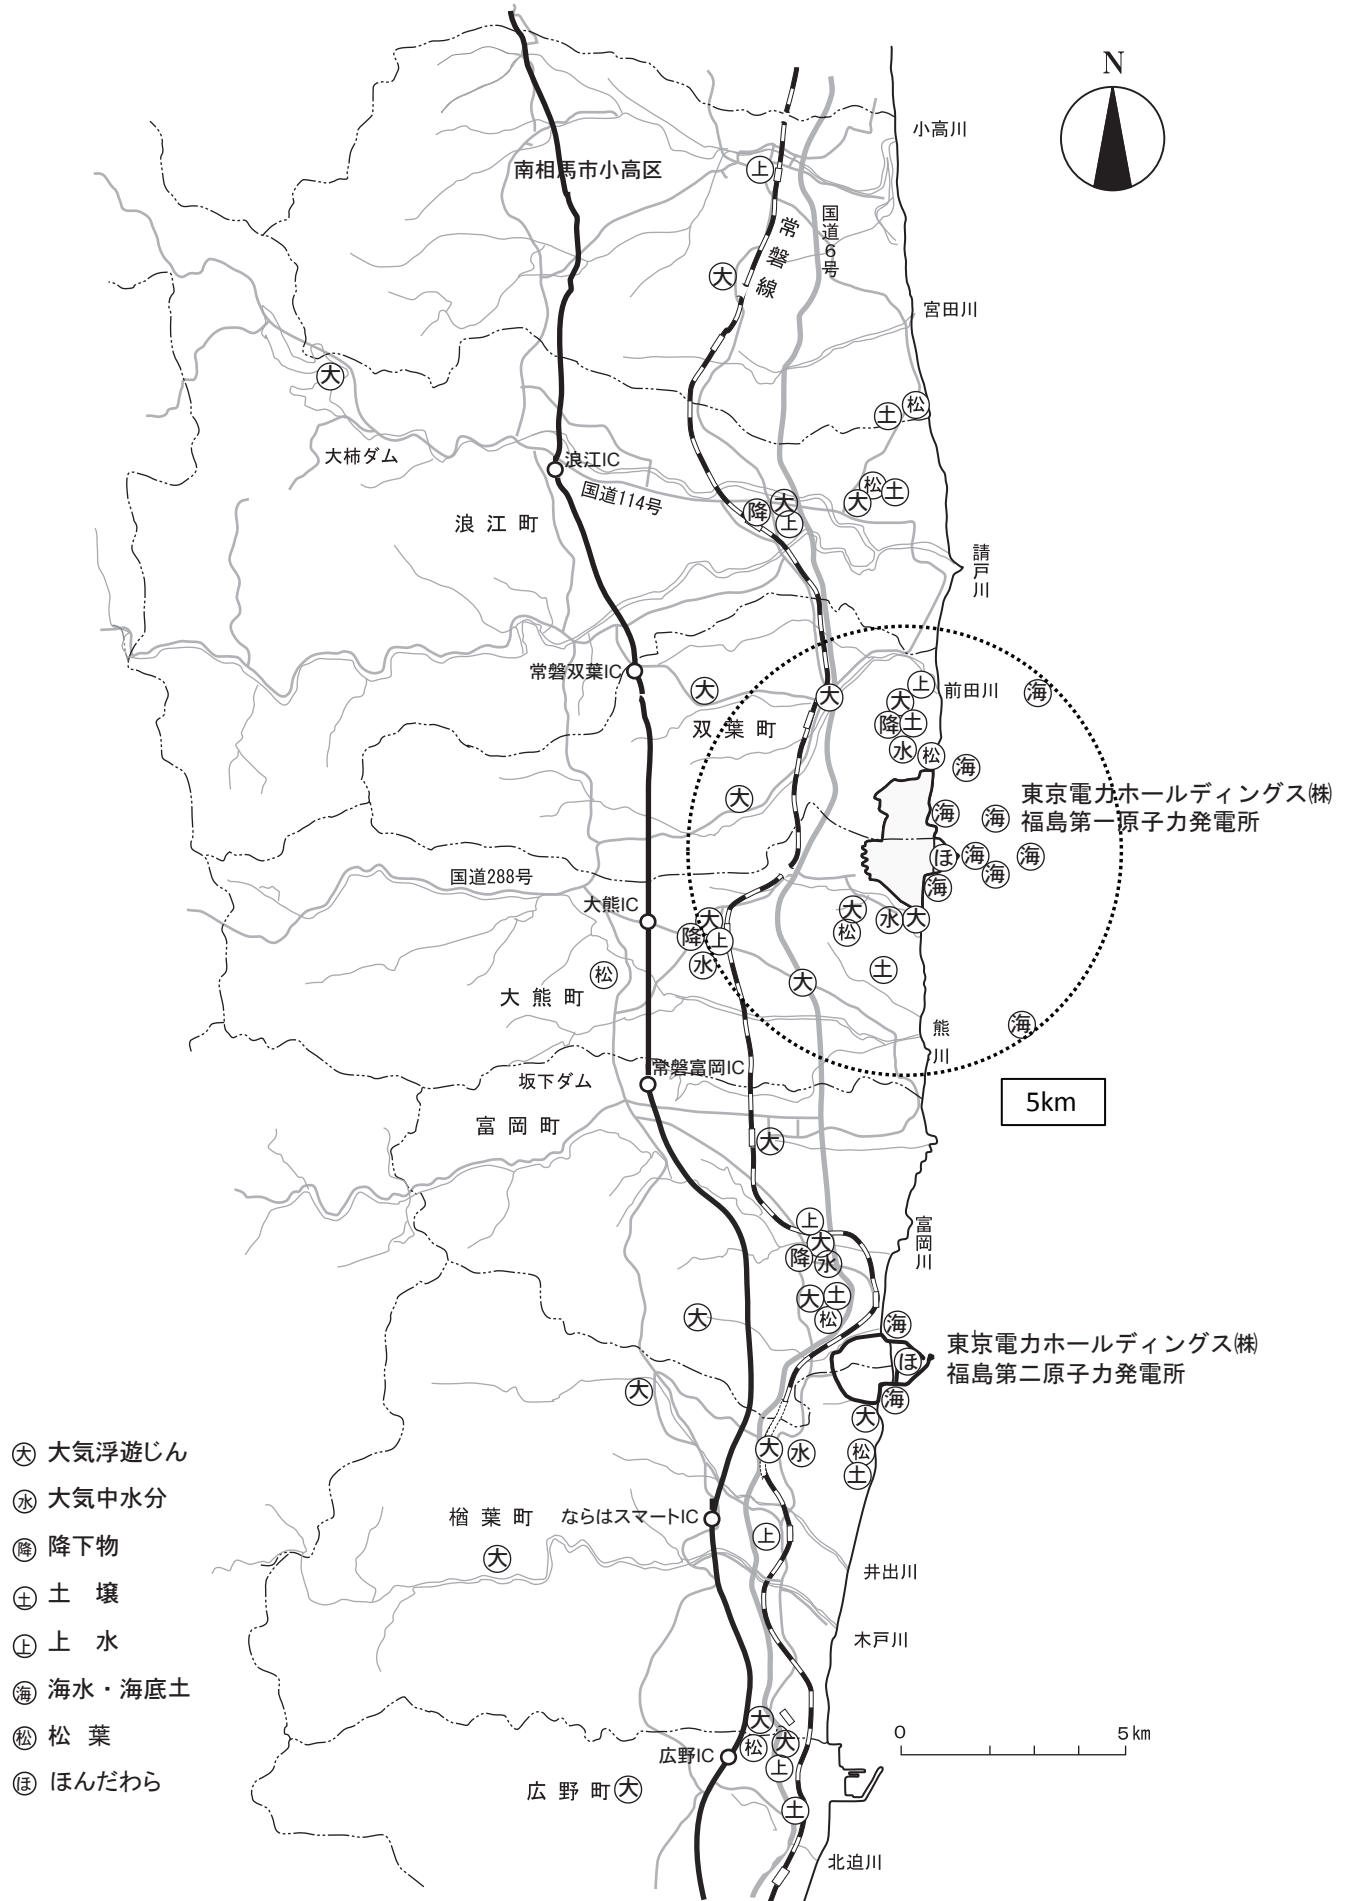 N
小高川
南相馬市小高区
上
国道6号
常磐線
大
宮田川
大
松
土
大柿ダム
浪江IC
国道114号
松
土
大
大
降
上
浪江町
請戸川
常磐双葉IC
大
大
上
前田川
海
大
降
土
双葉町
水
松
海
大
東京電力ホールディングス㈱
福島第一原子力発電所
海
海
ほ
海
海
海
海
国道288号
大熊IC
大
降
上
水
大
松
水
大
松
大熊町
大
土
海
熊川
常磐富岡IC
坂下ダム
5km
富岡町
大
上
大
降
水
富岡川
大
土
松
大
海
東京電力ホールディングス㈱
福島第二原子力発電所
ほ
海
大
大
大
水
松
土
楢葉町
ならはスマートIC
上
大
井出川
木戸川
大
松
大
上
広野IC
広野町
大
土
北迫川
0 5km
大 大気浮遊じん
水 大気中水分
降 降下物
土 土 壌
上 上 水
海 海水・海底土
松 松 葉
ほ ほんだわら